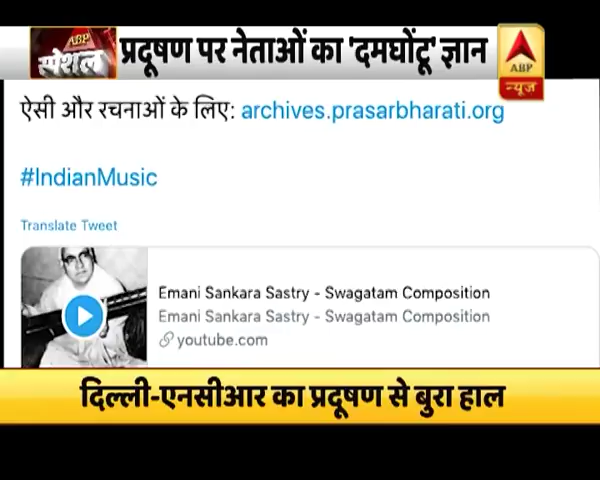 ABP
स्पेशल
प्रदूषण पर नेताओं का 'दमघोंटू' ज्ञान
ABP
न्यूज़
ऐसी और रचनाओं के लिए: archives.prasarbharati.org
#IndianMusic
Translate Tweet
Emani Sankara Sastry - Swagatam Composition
Emani Sankara Sastry - Swagatam Composition
youtube.com
दिल्ली-एनसीआर का प्रदूषण से बुरा हाल